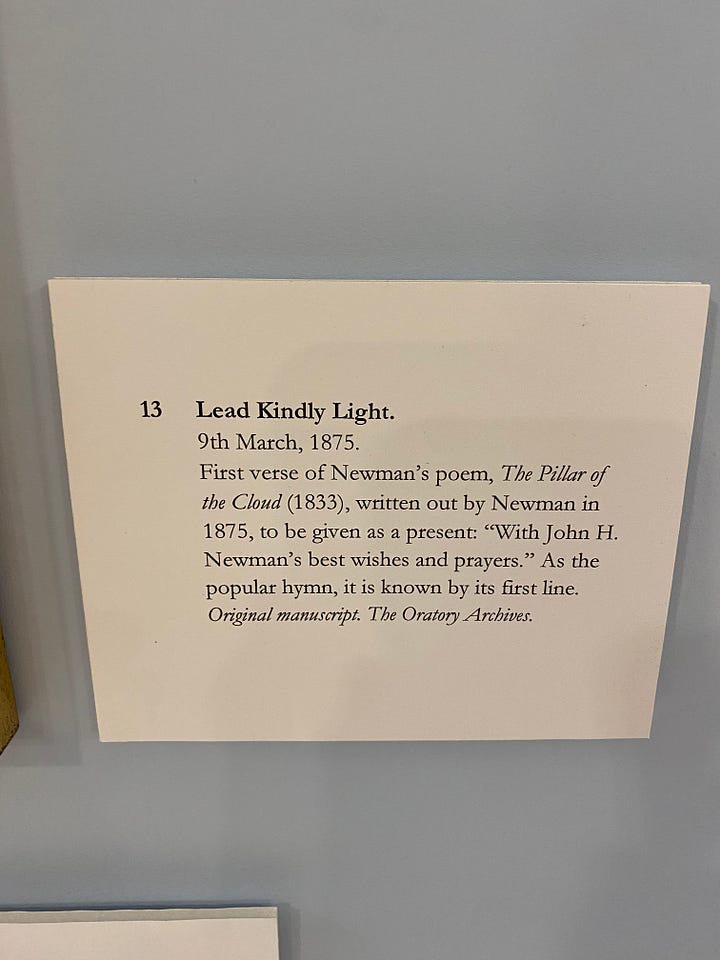 13 Lead Kindly Light.
9th March, 1875.
First verse of Newman’s poem, The Pillar of
the Cloud (1833), written out by Newman in
1875, to be given as a present: “With John H.
Newman’s best wishes and prayers.” As the
popular hymn, it is known by its first line.
Original manuscript. The Oratory Archives.